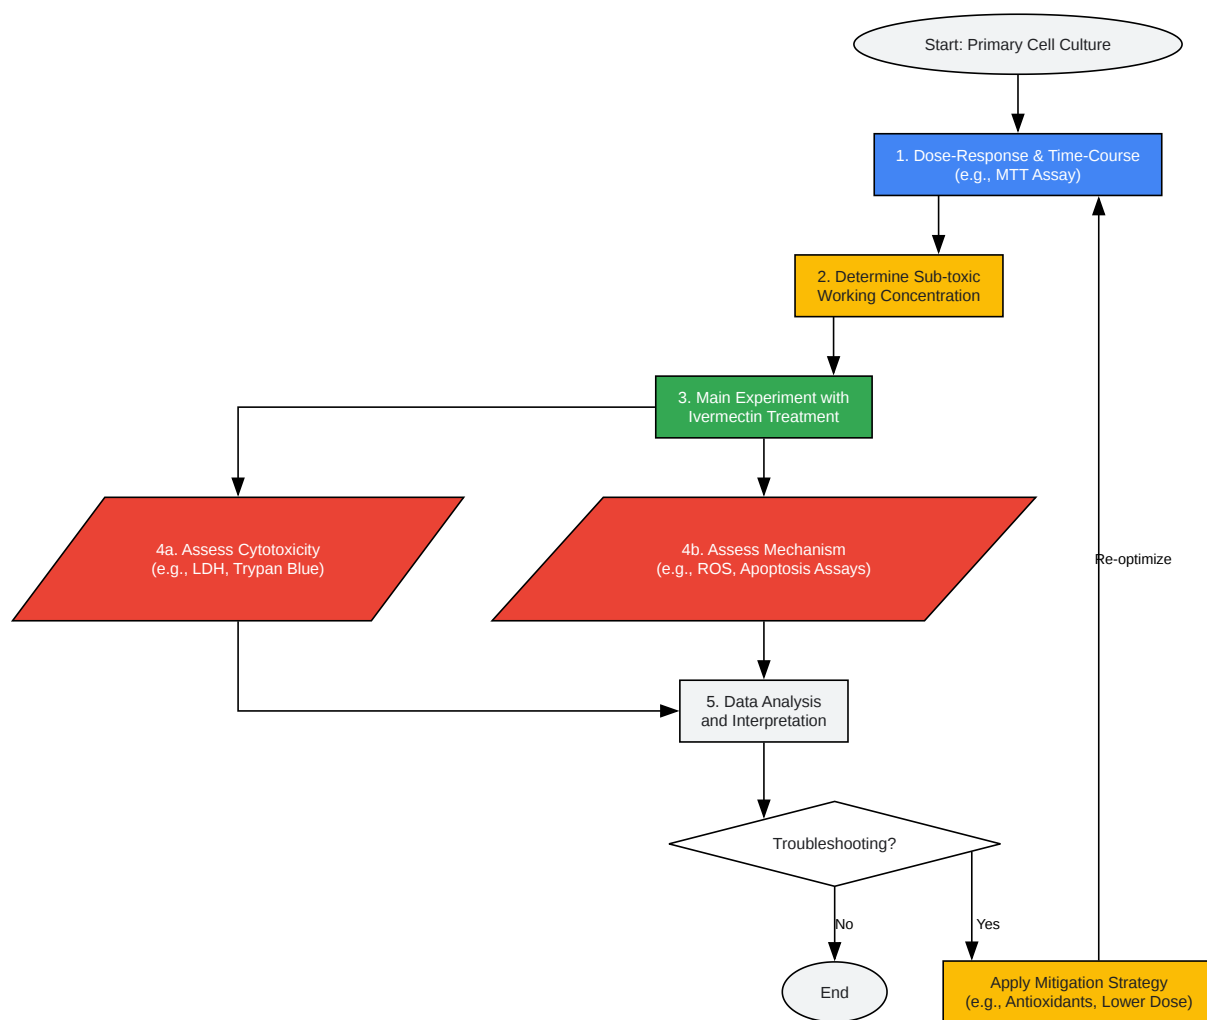 Start: Primary Cell Culture
1. Dose-Response & Time-Course
(e.g., MTT Assay)
2. Determine Sub-toxic
Working Concentration
3. Main Experiment with
Ivermectin Treatment
4a. Assess Cytotoxicity
(e.g., LDH, Trypan Blue)
4b. Assess Mechanism
(e.g., ROS, Apoptosis Assays)
Re-optimize
5. Data Analysis
and Interpretation
Troubleshooting?
No
Yes
End
Apply Mitigation Strategy
(e.g., Antioxidants, Lower Dose)